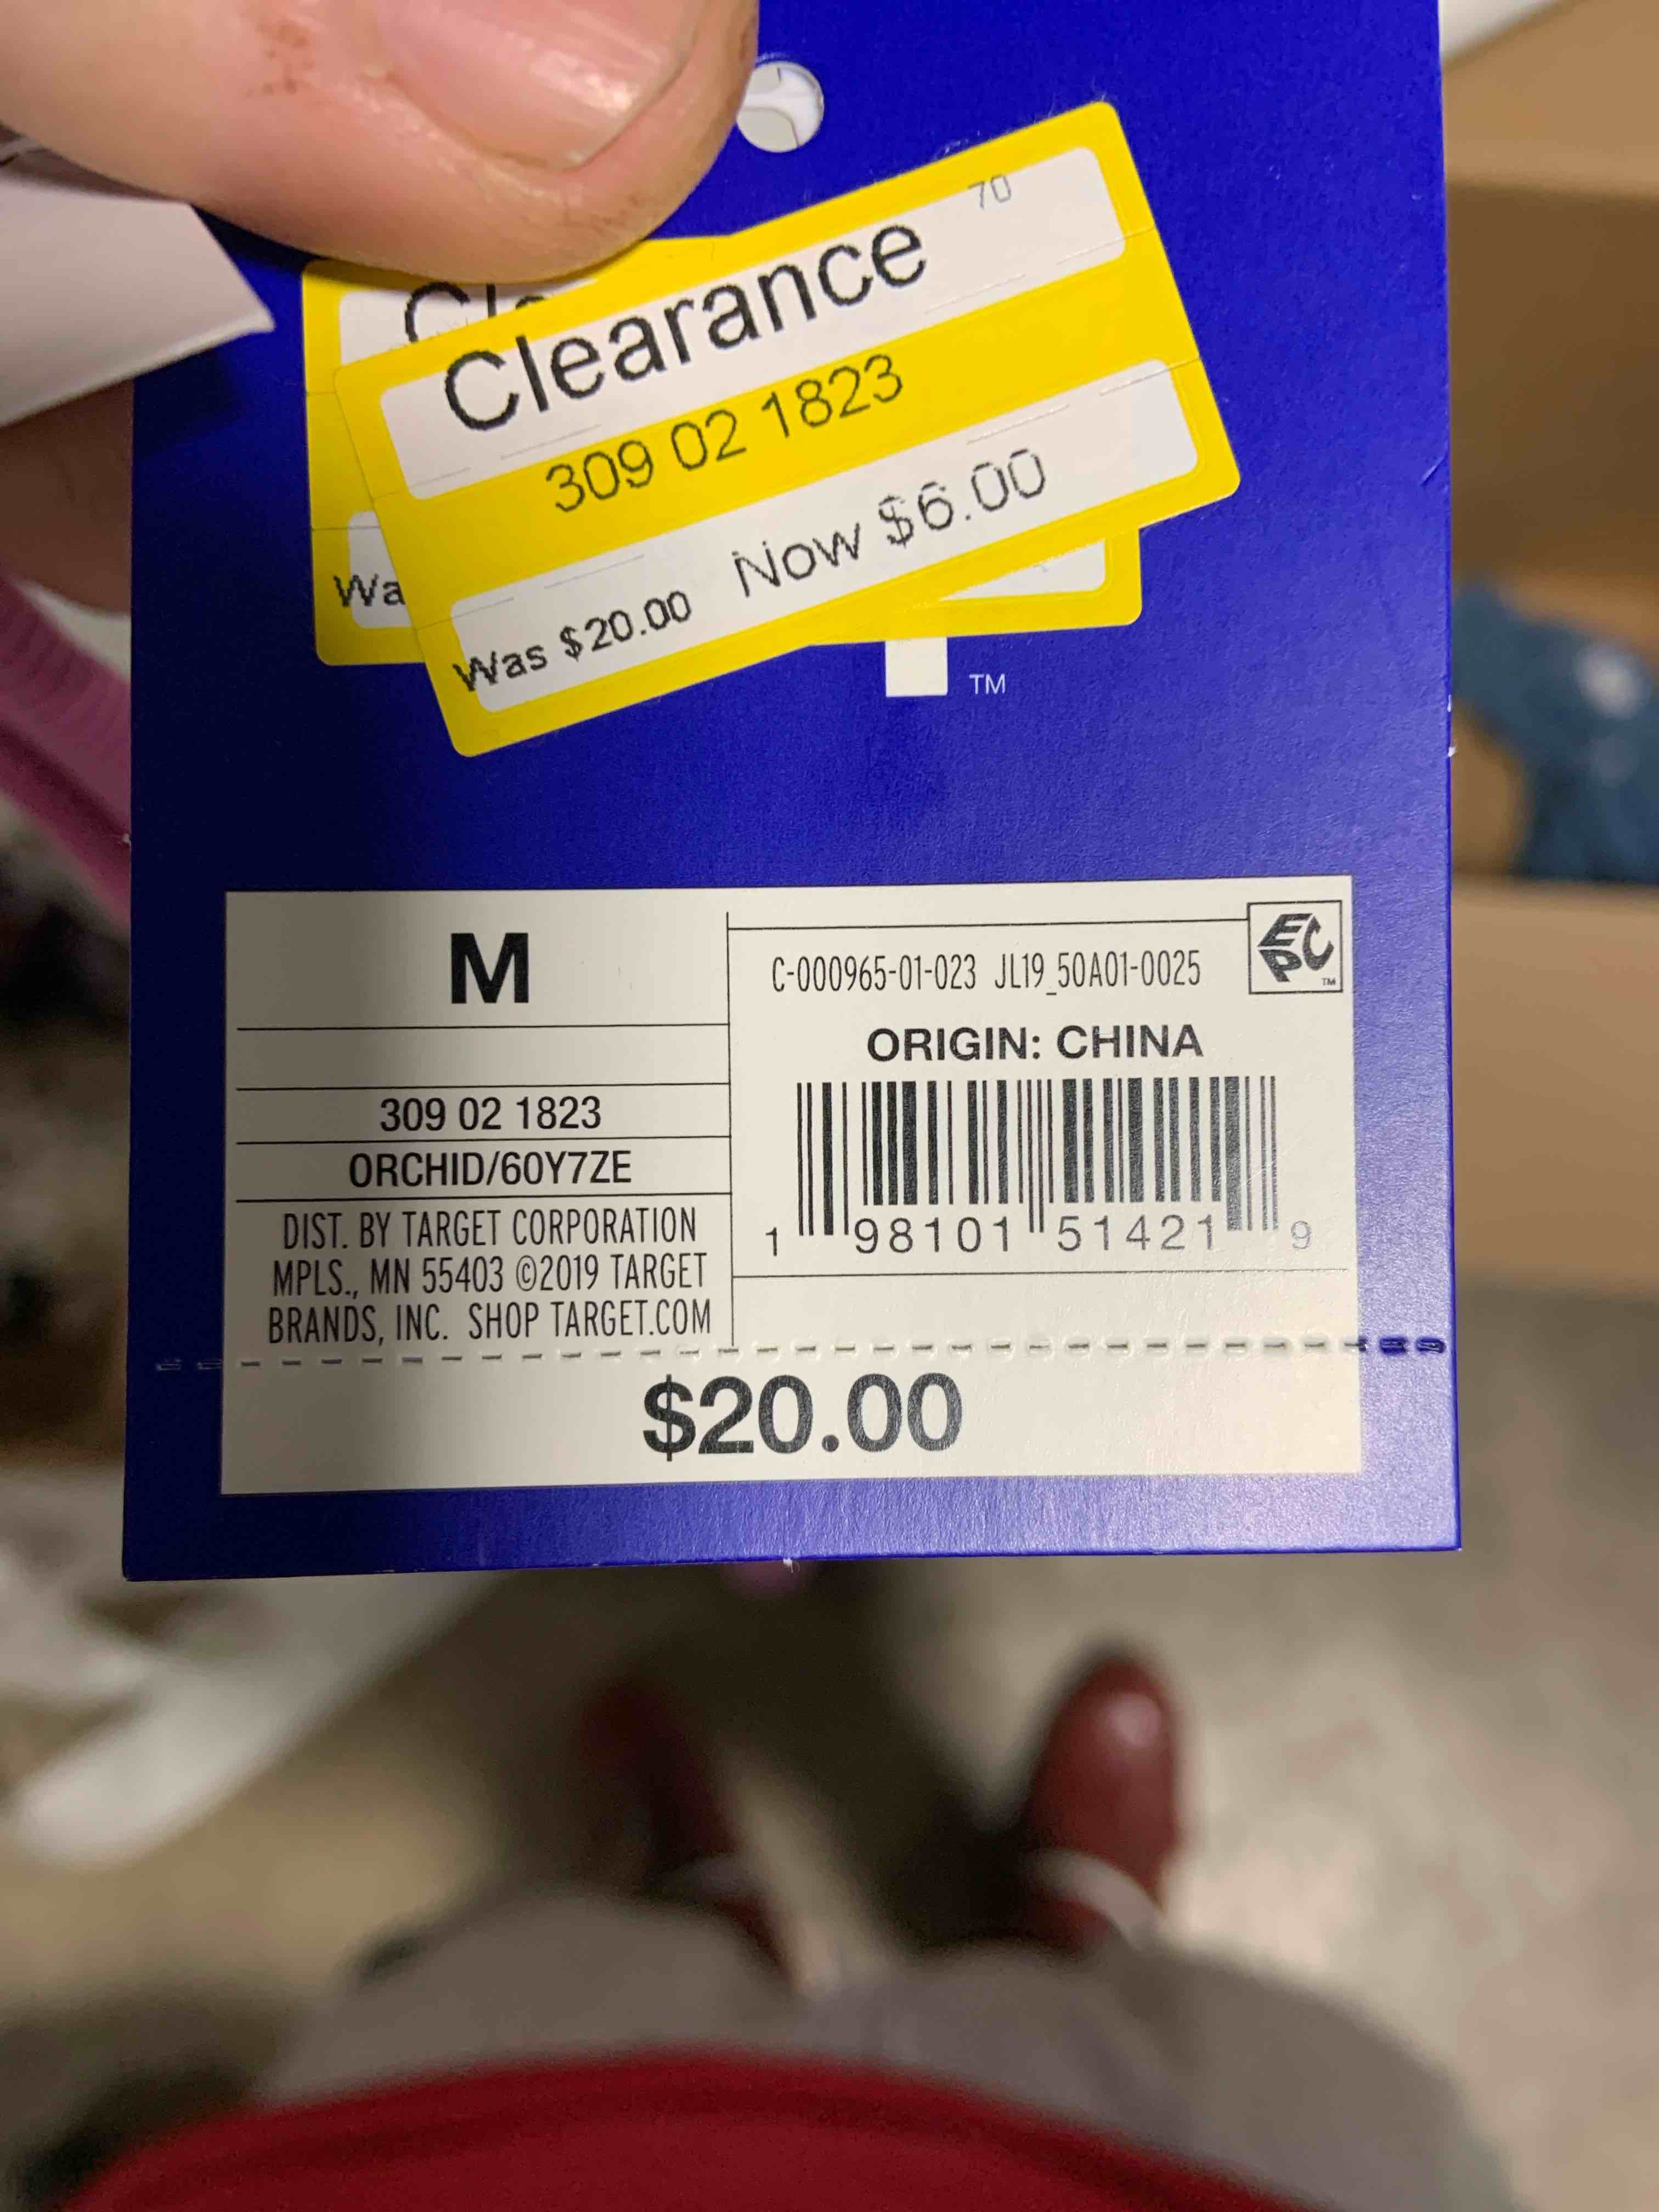 70
Clearance
309 02 1823
Was $20.00 Now $6.00
TM
M
309 02 1823
ORCHID/60Y7ZE
DIST. BY TARGET CORPORATION
MPLS., MN 55403 ©2019 TARGET
BRANDS, INC. SHOP TARGET.COM
C-000965-01-023 JL19_50A01-0025
EPC
TM
ORIGIN: CHINA
1 98101 51421 9
$20.00